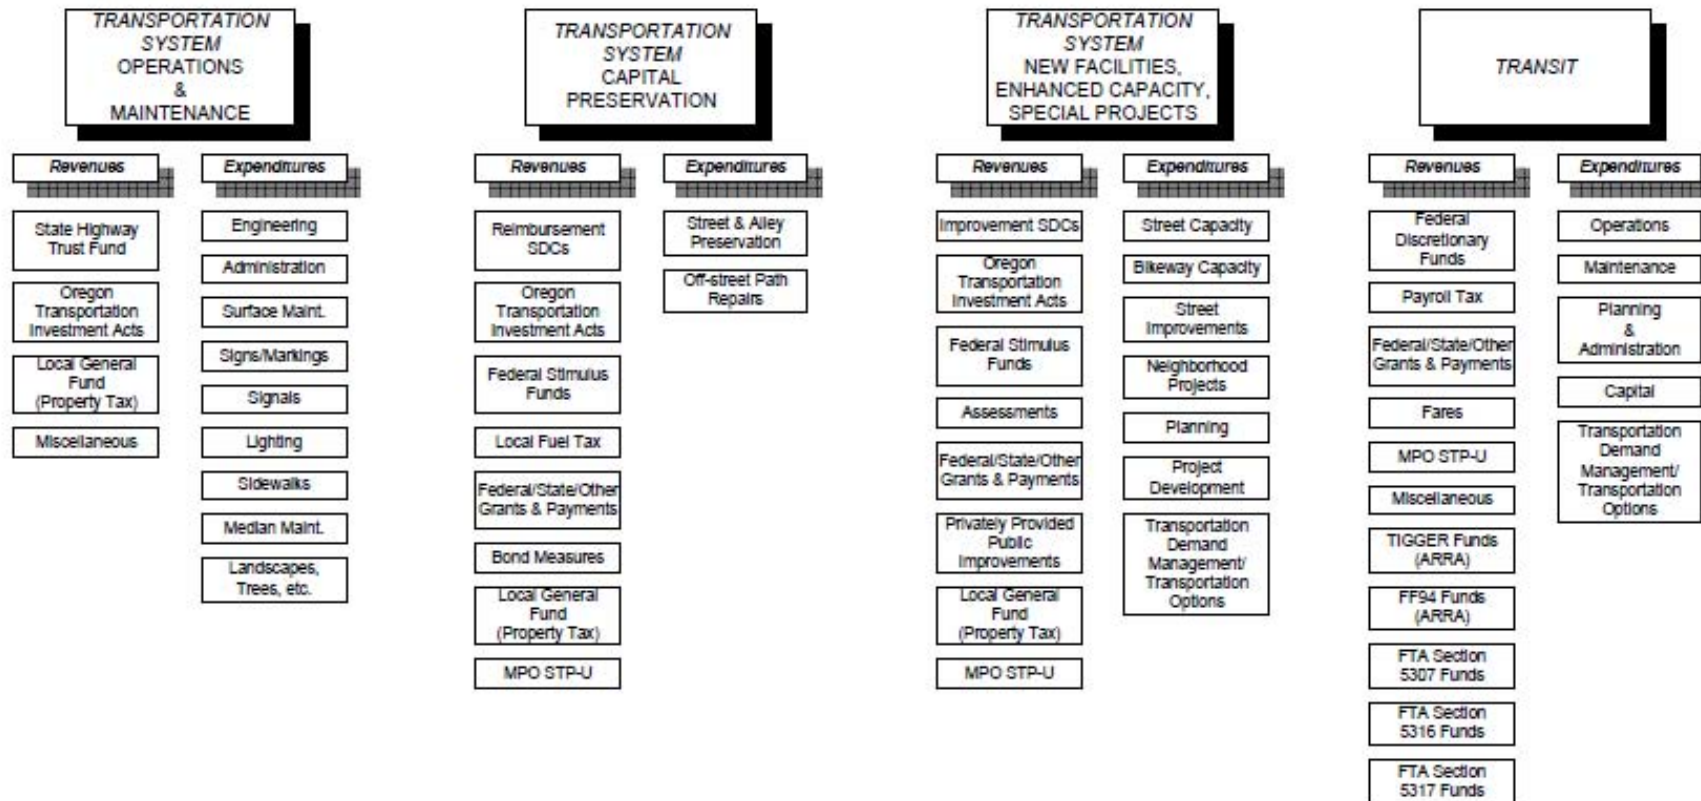 TRANSPORTATION
SYSTEM
OPERATIONS
&
MAINTENANCE
Revenues
State Highway
Trust Fund
Oregon
Transportation
Investment Acts
Local General
Fund
(Property Tax)
Miscellaneous
Expenditures
Engineering
Administration
Surface Maint.
Signs/Markings
Signals
Lighting
Sidewalks
Median Maint.
Landscapes,
Trees, etc.
TRANSPORTATION
SYSTEM
CAPITAL
PRESERVATION
Revenues
Reimbursement
SDCs
Oregon
Transportation
Investment Acts
Federal Stimulus
Funds
Local Fuel Tax
Federal/State/Other
Grants & Payments
Bond Measures
Local General
Fund
(Property Tax)
MPO STP-U
Expenditures
Street & Alley
Preservation
Off-street Path
Repairs
TRANSPORTATION
SYSTEM
NEW FACILITIES,
ENHANCED CAPACITY,
SPECIAL PROJECTS
Revenues
Improvement SDCs
Oregon
Transportation
Investment Acts
Federal Stimulus
Funds
Assessments
Federal/State/Other
Grants & Payments
Privately Provided
Public
Improvements
Local General
Fund
(Property Tax)
MPO STP-U
Expenditures
Street Capacity
Bikeway Capacity
Street
Improvements
Neighborhood
Projects
Planning
Project
Development
Transportation
Demand
Management/
Transportation
Options
TRANSIT
Revenues
Federal
Discretionary
Funds
Payroll Tax
Federal/State/Other
Grants & Payments
Fares
MPO STP-U
Miscellaneous
TIGGER Funds
(ARRA)
FF94 Funds
(ARRA)
FTA Section
5307 Funds
FTA Section
5316 Funds
FTA Section
5317 Funds
Expenditures
Operations
Maintenance
Planning
&
Administration
Capital
Transportation
Demand
Management/
Transportation
Options